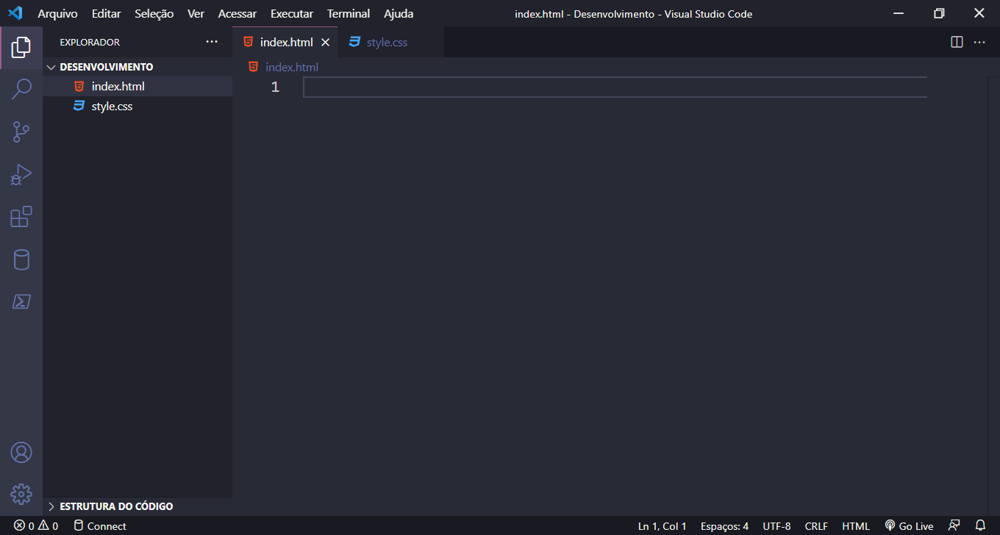 Arquivo Editar Seleção Ver Acessar Executar Terminal Ajuda index.html - Desenvolvimento - Visual Studio Code
EXPLORADOR
index.html
style.css
DESENVOLVIMENTO
index.html
style.css
index.html
1
ESTRUTURA DO CÓDIGO
0 0 Connect Ln 1, Col 1 Espaços: 4 UTF-8 CRLF HTML Go Live